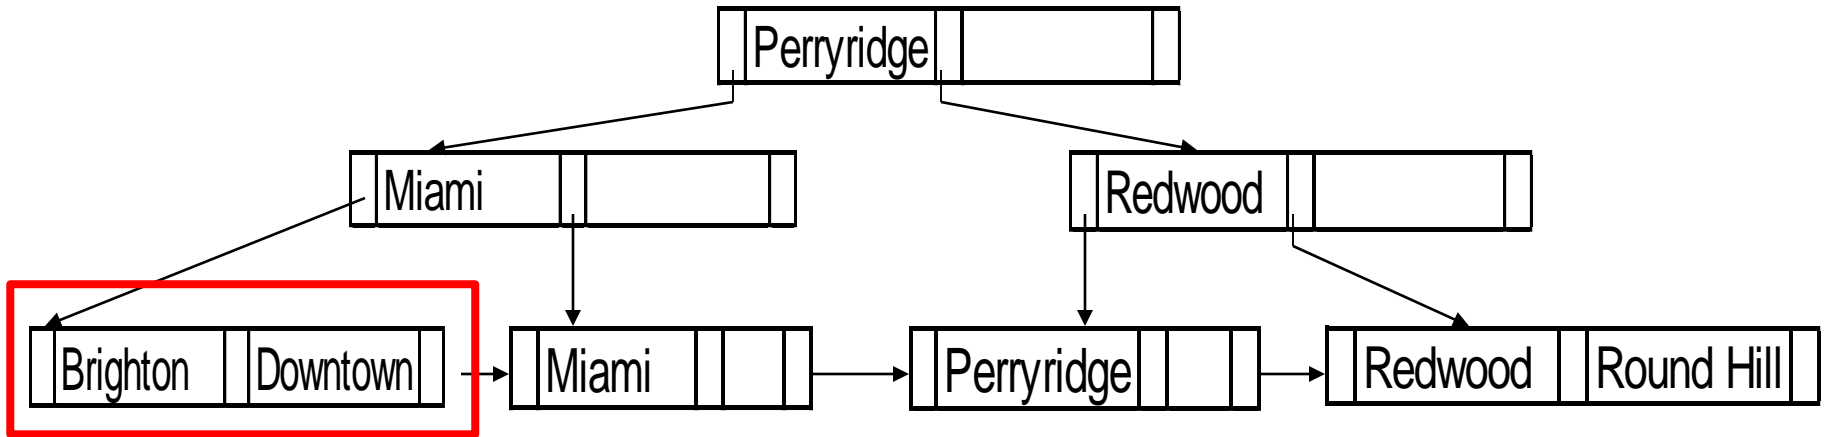 Perryridge
Miami
Redwood
Brighton Downtown
Miami
Perryridge
Redwood Round Hill